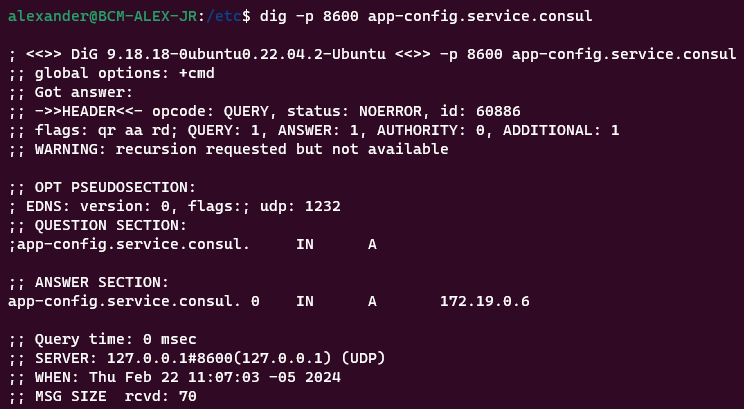 alexander@BCM-ALEX-JR:/etc$ dig -p 8600 app-config.service.consul
; <<>> DiG 9.18.18-0ubuntu0.22.04.2-Ubuntu <<>> -p 8600 app-config.service.consul
;; global options: +cmd
;; Got answer:
;; ->>HEADER<<- opcode: QUERY, status: NOERROR, id: 60886
;; flags: qr aa rd; QUERY: 1, ANSWER: 1, AUTHORITY: 0, ADDITIONAL: 1
;; WARNING: recursion requested but not available
;; OPT PSEUDOSECTION:
; EDNS: version: 0, flags:; udp: 1232
;; QUESTION SECTION:
;app-config.service.consul.     IN      A
;; ANSWER SECTION:
app-config.service.consul. 0    IN      A       172.19.0.6
;; Query time: 0 msec
;; SERVER: 127.0.0.1#8600(127.0.0.1) (UDP)
;; WHEN: Thu Feb 22 11:07:03 -05 2024
;; MSG SIZE  rcvd: 70